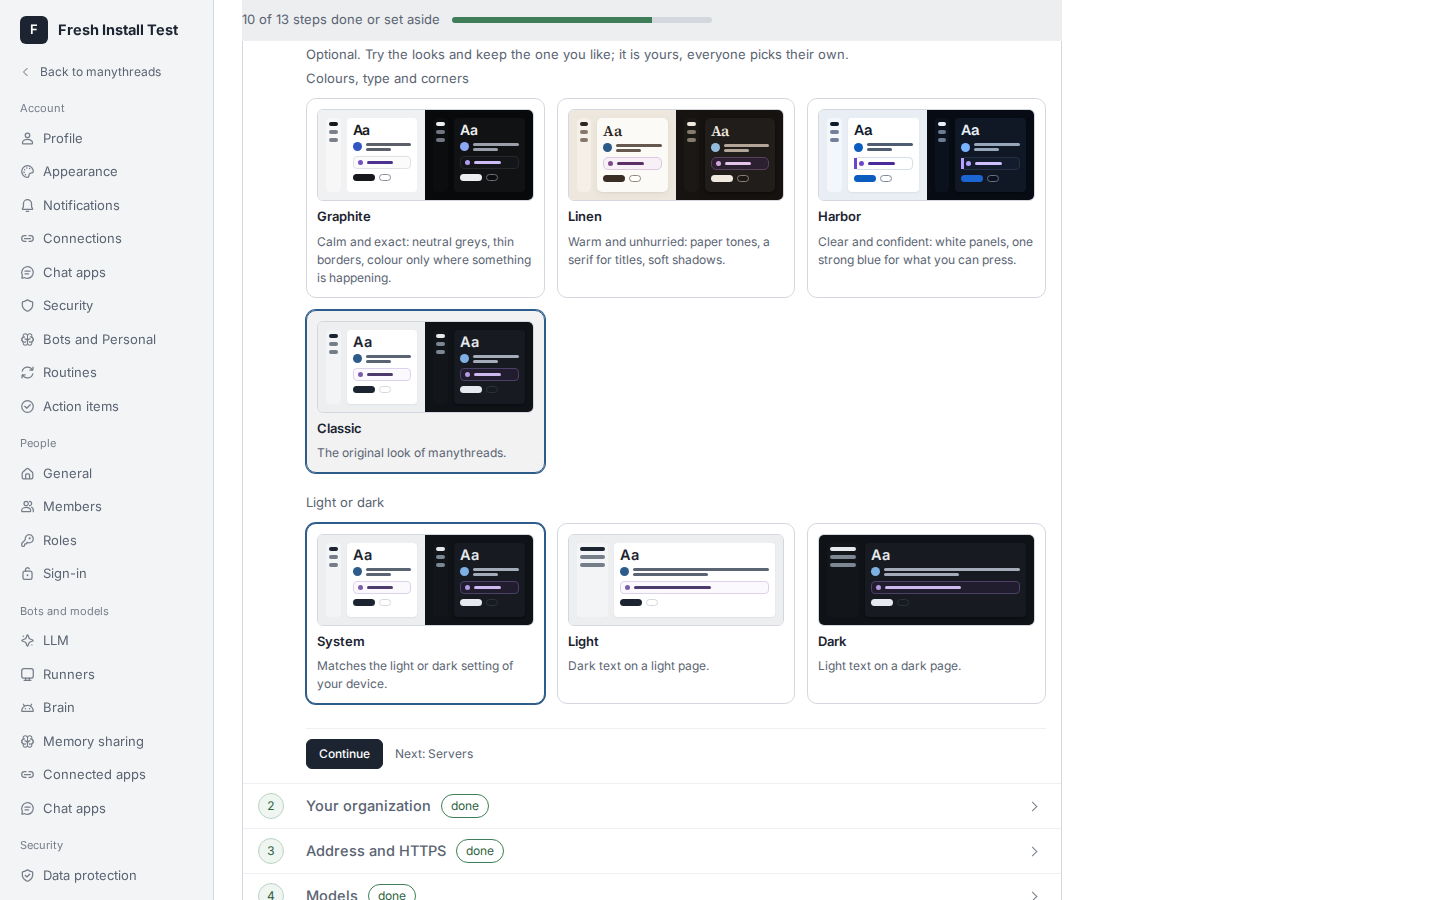 F Fresh Install Test
Back to manythreads
Account
Profile
Appearance
Notifications
Connections
Chat apps
Security
Bots and Personal
Routines
Action items
People
General
Members
Roles
Sign-in
Bots and models
LLM
Runners
Brain
Memory sharing
Connected apps
Chat apps
Security
Data protection
10 of 13 steps done or set aside
Optional. Try the looks and keep the one you like; it is yours, everyone picks their own.
Colours, type and corners
Aa Aa
Graphite
Calm and exact: neutral greys, thin
borders, colour only where something
is happening.
Aa Aa
Linen
Warm and unhurried: paper tones, a
serif for titles, soft shadows.
Aa Aa
Harbor
Clear and confident: white panels, one
strong blue for what you can press.
Aa Aa
Classic
The original look of manythreads.
Light or dark
Aa Aa
System
Matches the light or dark setting of
your device.
Aa
Light
Dark text on a light page.
Aa
Dark
Light text on a dark page.
Continue Next: Servers
2 Your organization done
3 Address and HTTPS done
4 Models done